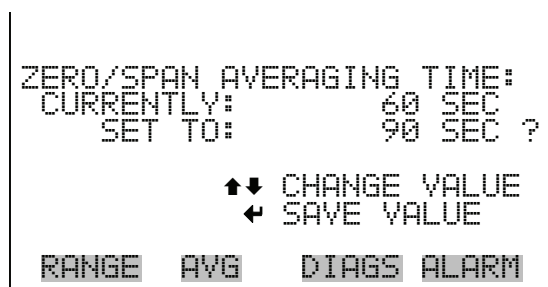 ZERO/SPAN AVERAGING TIME:
CURRENTLY: 60 SEC
SET TO: 90 SEC ?
⬆⬇ CHANGE VALUE
↵ SAVE VALUE
RANGE AVG DIAGS ALARM